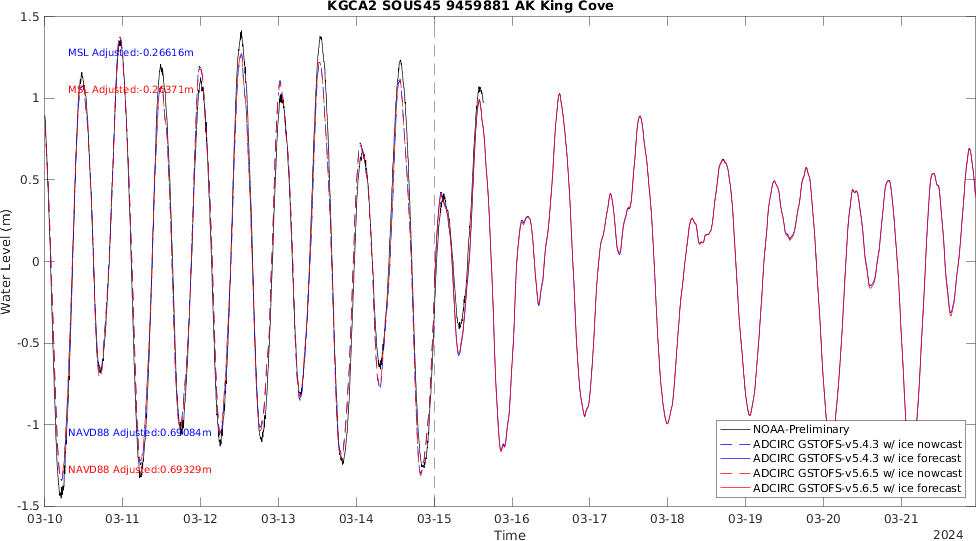 KGCA2 SOUS45 9459881 AK King Cove
1.5
MSL Adjusted:-0.26616m
1
MSL Adjusted:-0.26371m
0.5
Water Level (m)
0
-0.5
-1
NAVD88 Adjusted:0.69084m
NAVD88 Adjusted:0.69329m
-1.5
NOAA-Preliminary
ADCIRC GSTOFS-v5.4.3 w/ ice nowcast
ADCIRC GSTOFS-v5.4.3 w/ ice forecast
ADCIRC GSTOFS-v5.6.5 w/ ice nowcast
ADCIRC GSTOFS-v5.6.5 w/ ice forecast
03-10 03-11 03-12 03-13 03-14 03-15 03-16 03-17 03-18 03-19 03-20 03-21
Time
2024